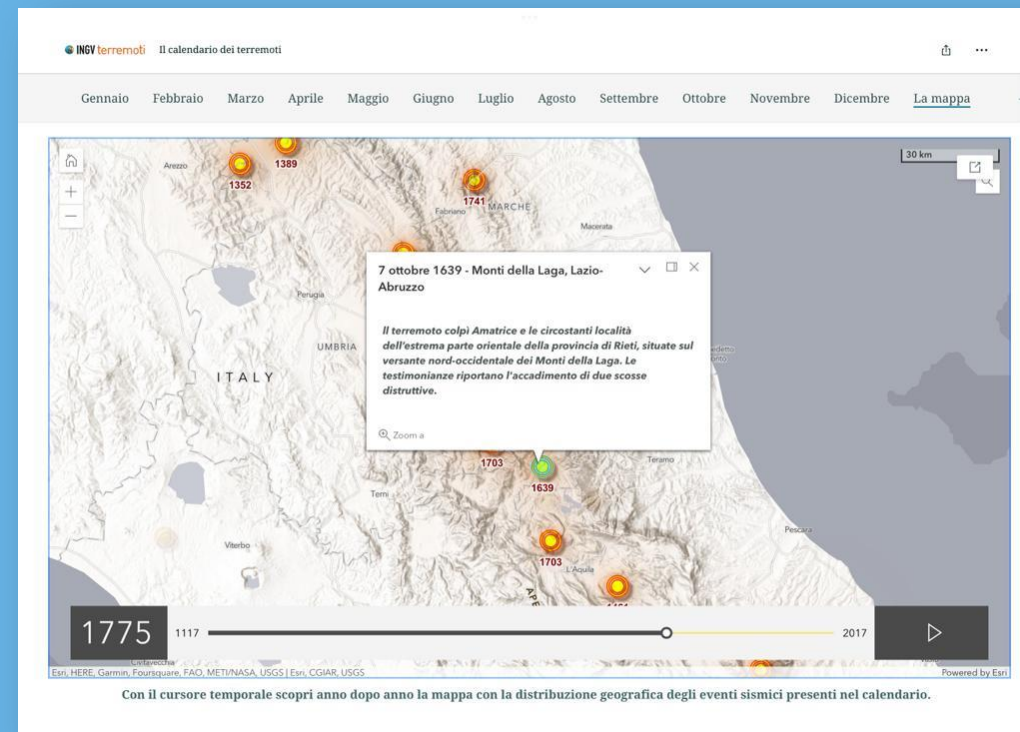 INGV terremoti Il calendario dei terremoti
Gennaio Febbraio Marzo Aprile Maggio Giugno Luglio Agosto Settembre Ottobre Novembre Dicembre La mappa
30 km
Arezzo
1352
1389
1741
MARCHE
Fabriano
Macerata
7 ottobre 1639 - Monti della Laga, Lazio-
Abruzzo
Il terremoto colpì Amatrice e le circostanti località
dell'estrema parte orientale della provincia di Rieti, situate sul
versante nord-occidentale dei Monti della Laga. Le
testimonianze riportano l'accadimento di due scosse
distruttive.
Zoom a
Perugia
UMBRIA
ITALY
1703
1639
Teramo
Terni
Pescara
Viterbo
1703
L'Aquila
APE
1775
1117
2017
Civitavecchia
Esri, HERE, Garmin, Foursquare, FAO, METI/NASA, USGS | Esri, CGIAR, USGS
Powered by Esri
Con il cursore temporale scopri anno dopo anno la mappa con la distribuzione geografica degli eventi sismici presenti nel calendario.